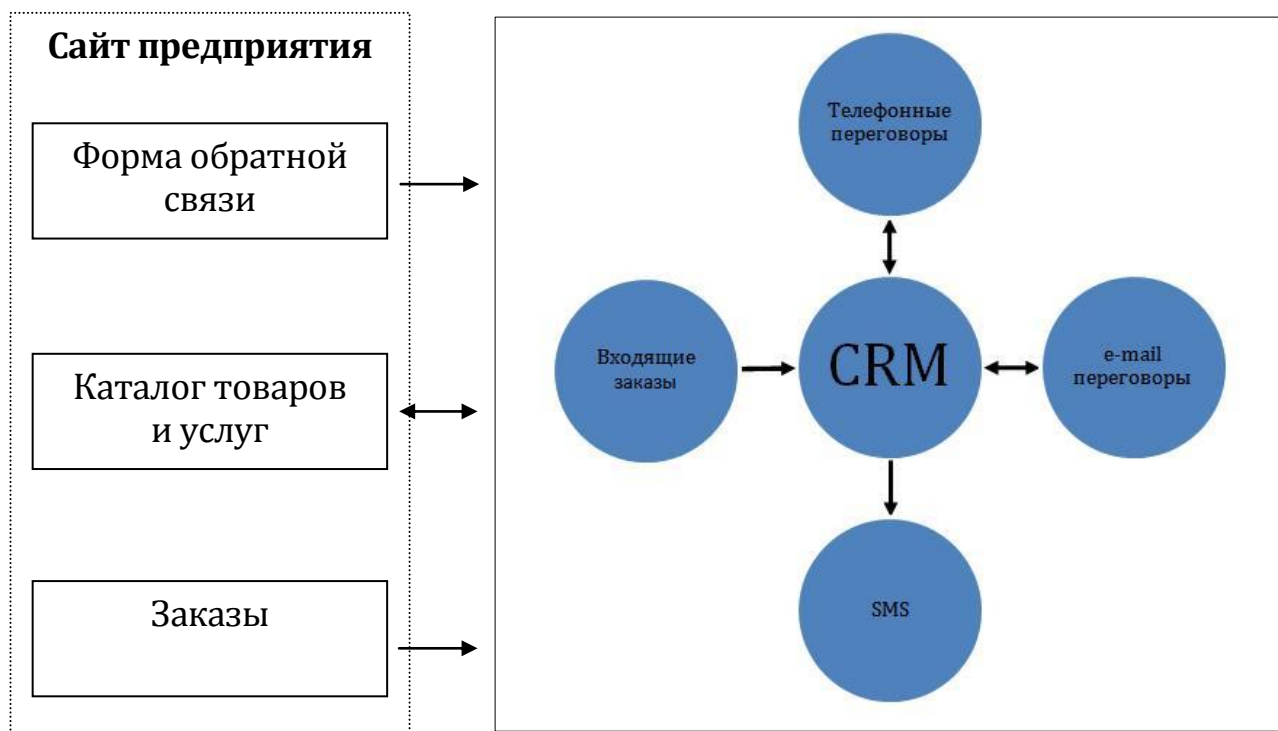 Сайт предприятия
Форма обратной
связи
Каталог товаров
и услуг
Заказы
Телефонные
переговоры
Входящие
заказы
CRM
e-mail
переговоры
SMS